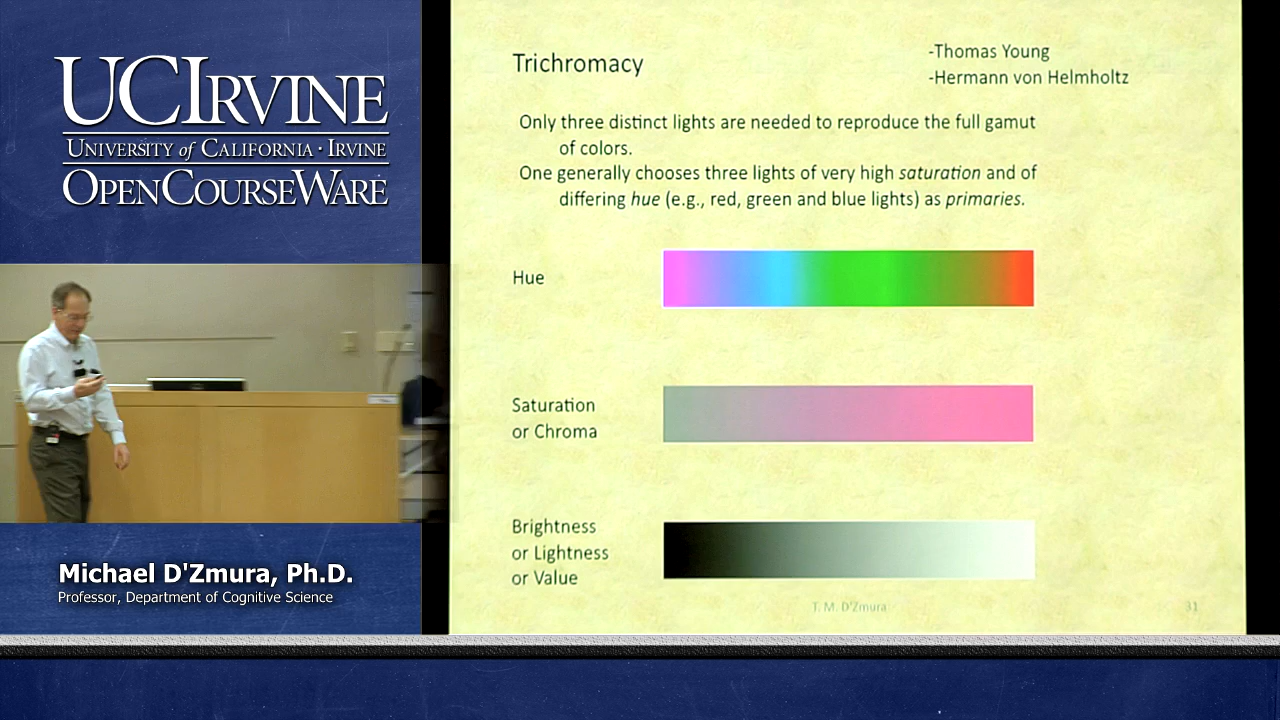 UCIRVINE
UNIVERSITY of CALIFORNIA · IRVINE
OPENCOURSEWARE
Michael D'Zmura, Ph.D.
Professor, Department of Cognitive Science
Trichromacy
-Thomas Young
-Hermann von Helmholtz
Only three distinct lights are needed to reproduce the full gamut
of colors.
One generally chooses three lights of very high saturation and of
differing hue (e.g., red, green and blue lights) as primaries.
Hue
Saturation
or Chroma
Brightness
or Lightness
or Value
T. M. D'Zmura
31